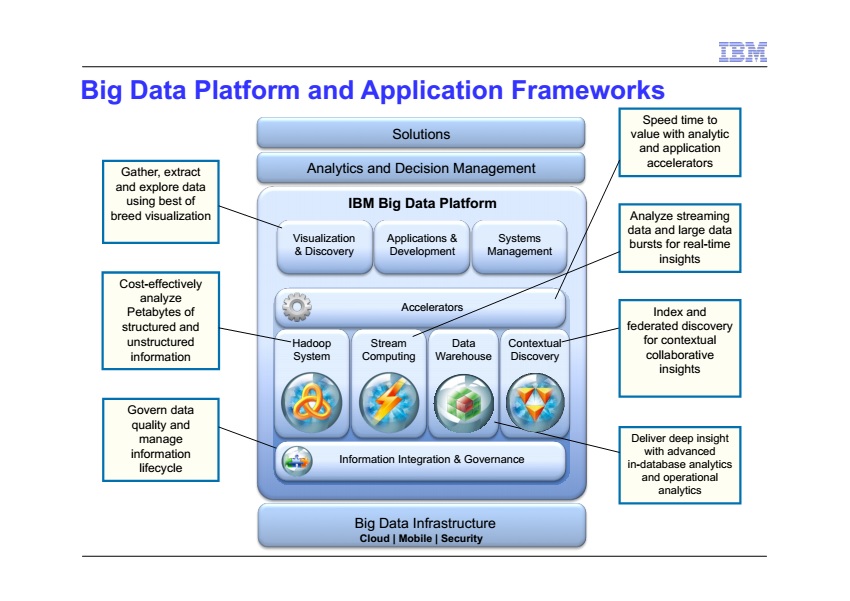 IBM
Big Data Platform and Application Frameworks
Solutions
Analytics and Decision Management
IBM Big Data Platform
Visualization
& Discovery
Applications &
Development
Systems
Management
Accelerators
Hadoop
System
Stream
Computing
Data
Warehouse
Contextual
Discovery
Information Integration & Governance
Big Data Infrastructure
Cloud | Mobile | Security
Gather, extract
and explore data
using best of
breed visualization
Cost-effectively
analyze
Petabytes of
structured and
unstructured
information
Govern data
quality and
manage
information
lifecycle
Speed time to
value with analytic
and application
accelerators
Analyze streaming
data and large data
bursts for real-time
insights
Index and
federated discovery
for contextual
collaborative
insights
Deliver deep insight
with advanced
in-database analytics
and operational
analytics